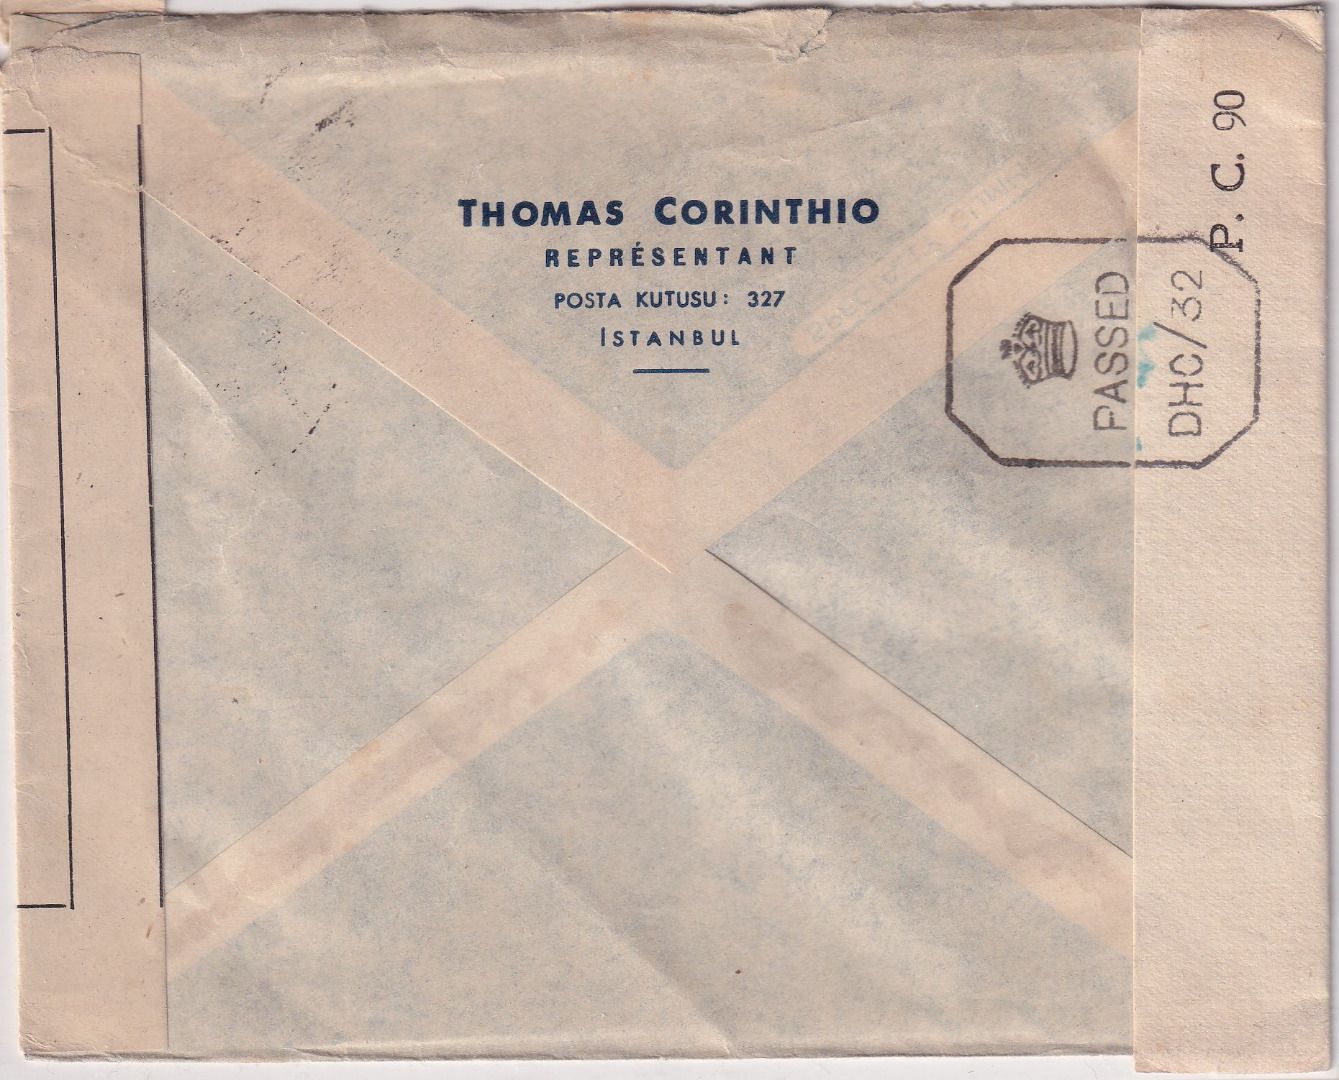 THOMAS CORINTHIO
REPRÉSENTANT
POSTA KUTUSU: 327
ISTANBUL
P. C. 90
PASSED
DHC/32